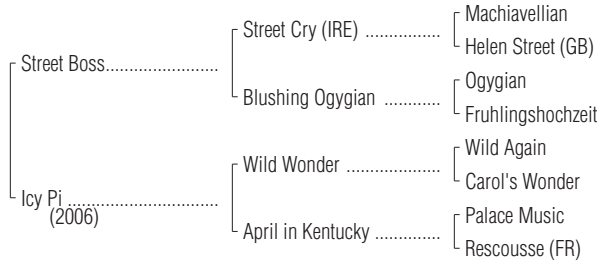 Machiavellian
Street Cry (IRE) ................
Helen Street (GB)
Street Boss........................
Ogygian
Blushing Ogygian ............
Fruhlingshochzeit
Wild Again
Wild Wonder ....................
Carol's Wonder
Icy Pi ................................
(2006)
Palace Music
April in Kentucky ..............
Rescousse (FR)